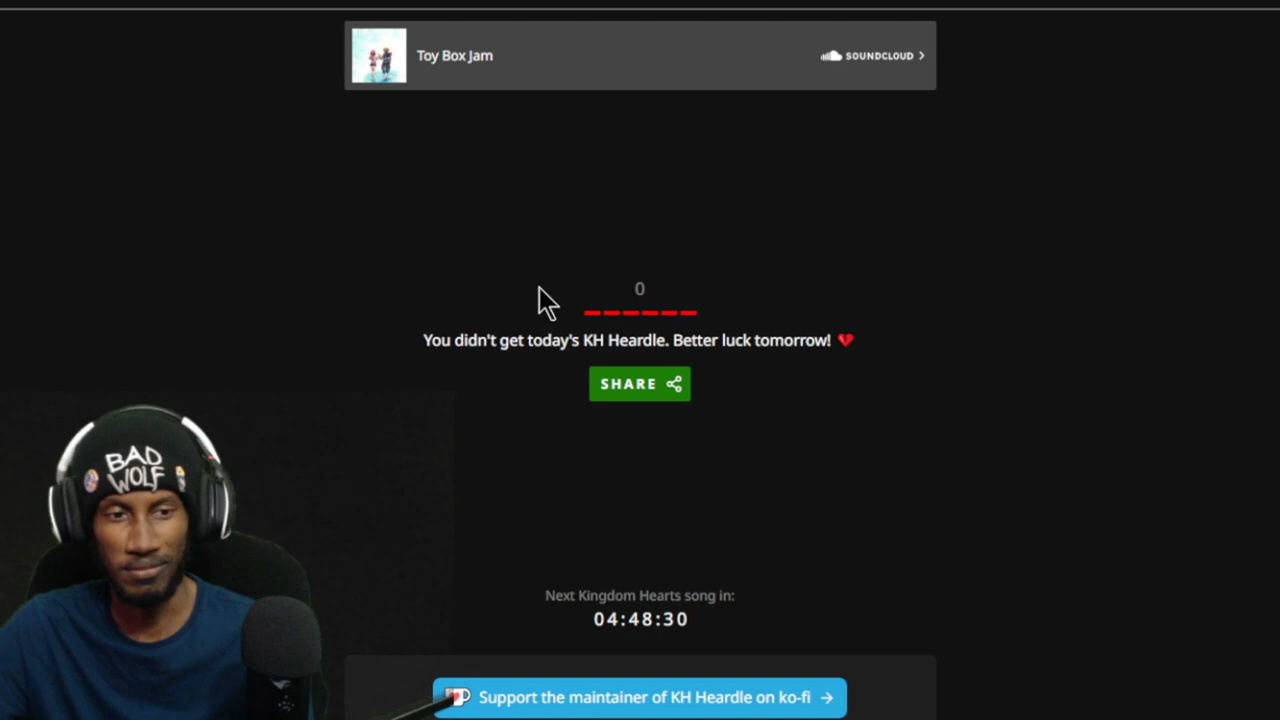 Toy Box Jam
SOUNDCLOUD
0
You didn't get today's KH Heardle. Better luck tomorrow!
SHARE
Next Kingdom Hearts song in:
04:48:30
BAD
WOLF
Support the maintainer of KH Heardle on ko-fi